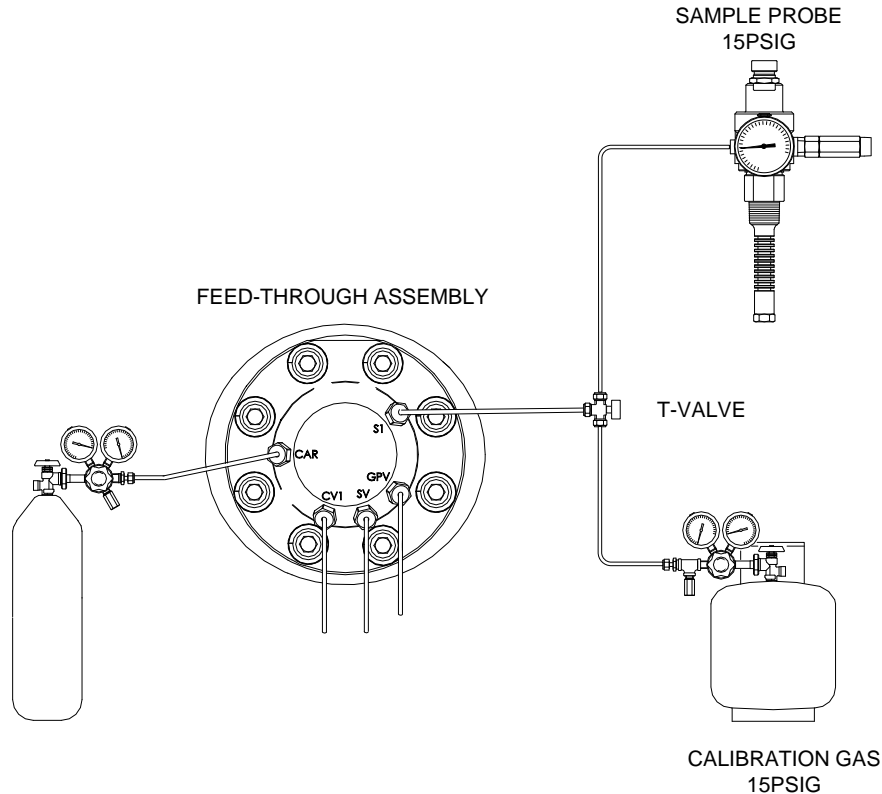 SAMPLE PROBE
15PSIG
FEED-THROUGH ASSEMBLY
T-VALVE
S1
CAR
GPV
CV1 SV
CALIBRATION GAS
15PSIG